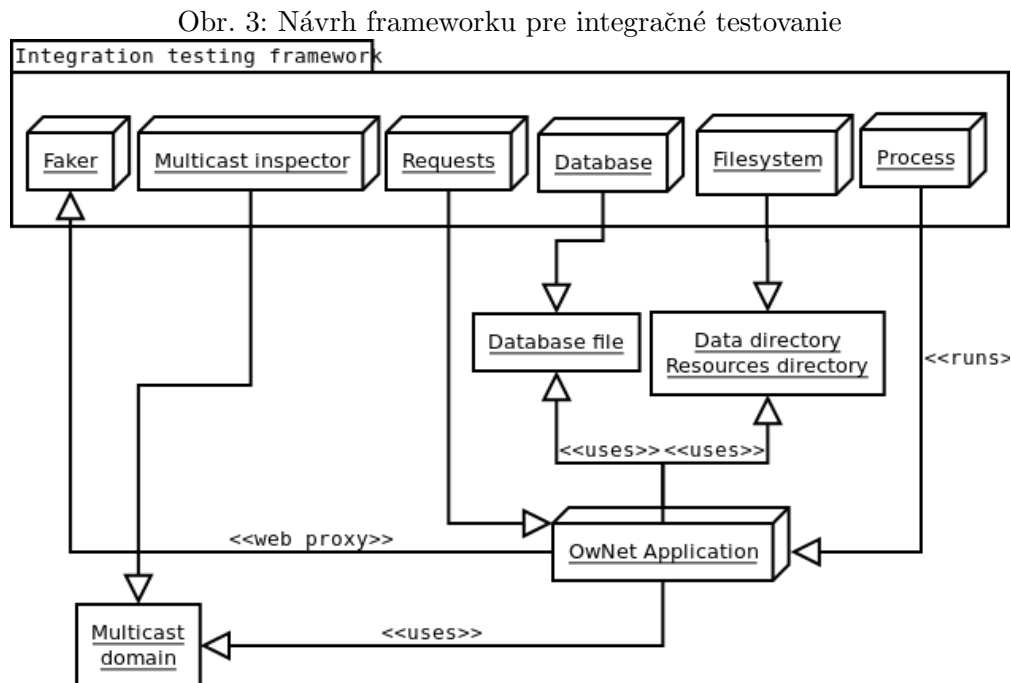 Obr. 3: Návrh frameworku pre integračné testovanie
Integration testing framework
Faker
Multicast inspector
Requests
Database
Filesystem
Process
Database file
Data directory
Resources directory
<<runs>
<<uses>>
<<uses>>
<<web proxy>>
OwNet Application
Multicast
domain
<<uses>>